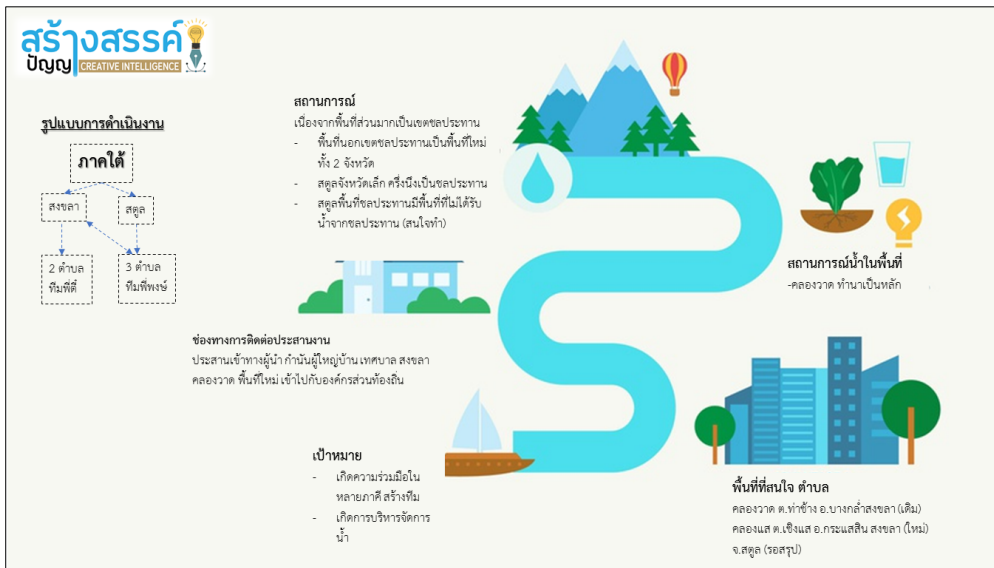 สร้างสรรค์
ปัญญา
CREATIVE INTELLIGENCE
รูปแบบการดำเนินงาน
ภาคใต้
สงขลา
สตูล
2 ตำบล
ทีมพี่ตี๋
3 ตำบล
ทีมพี่พงษ์
สถานการณ์
เนื่องจากพื้นที่ส่วนมากเป็นเขตชลประทาน
- พื้นที่นอกเขตชลประทานเป็นพื้นที่ใหม่
ทั้ง 2 จังหวัด
- สตูลจังหวัดเล็ก ครึ่งนึงเป็นชลประทาน
- สตูลพื้นที่ชลประทานมีพื้นที่ที่ไม่ได้รับ
น้ำจากชลประทาน (สนใจทำ)
ช่องทางการติดต่อประสานงาน
ประสานเข้าทางผู้นำ กำนันผู้ใหญ่บ้าน เทศบาล สงขลา
คลองวาด พื้นที่ใหม่ เข้าไปกับองค์กรส่วนท้องถิ่น
เป้าหมาย
- เกิดความร่วมมือใน
หลายภาคี สร้างทีม
- เกิดการบริหารจัดการ
น้ำ
สถานการณ์น้ำในพื้นที่
-คลองวาด ทำนาเป็นหลัก
พื้นที่ที่สนใจ ตำบล
คลองวาด ต.ท่าช้าง อ.บางกล่ำสงขลา (เดิม)
คลองแส ต.เชิงแส อ.กระแสสิน สงขลา (ใหม่)
จ.สตูล (รอสรุป)